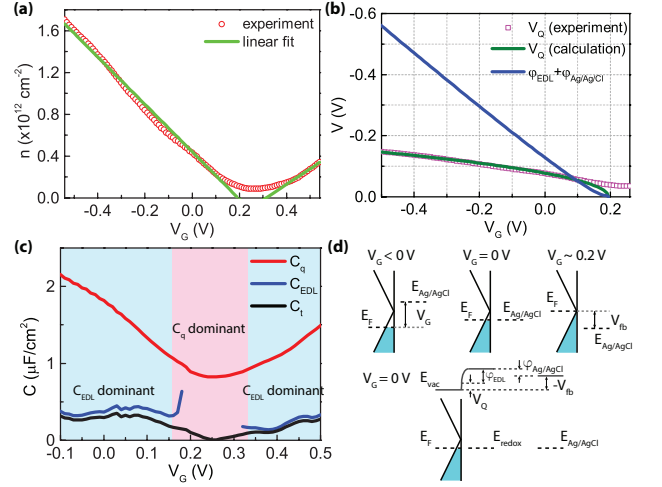 (a)
experiment
linear fit
n (x10¹² cm⁻²)
1.6
1.2
0.8
0.4
0.0
-0.4
-0.2
0.0
0.2
0.4
V_G (V)
(b)
V_Q (experiment)
V_Q (calculation)
φ_EDL+φ_Ag/Ag/Cl
V (V)
-0.6
-0.4
-0.2
0.0
-0.4
-0.2
0.0
0.2
V_G (V)
(c)
C_q
C_EDL
C_t
C_q dominant
C_EDL dominant
C_EDL dominant
C (μF/cm²)
2
1
0
-0.1
0.0
0.1
0.2
0.3
0.4
0.5
V_G (V)
(d)
V_G < 0 V
V_G = 0 V
V_G ~ 0.2 V
E_Ag/AgCl
E_F
V_G
E_F
E_Ag/AgCl
E_F
V_fb
E_Ag/AgCl
V_G = 0 V
E_vac
φ_EDL
φ_Ag/AgCl
-V_fb
V_Q
E_F
E_redox
E_Ag/AgCl